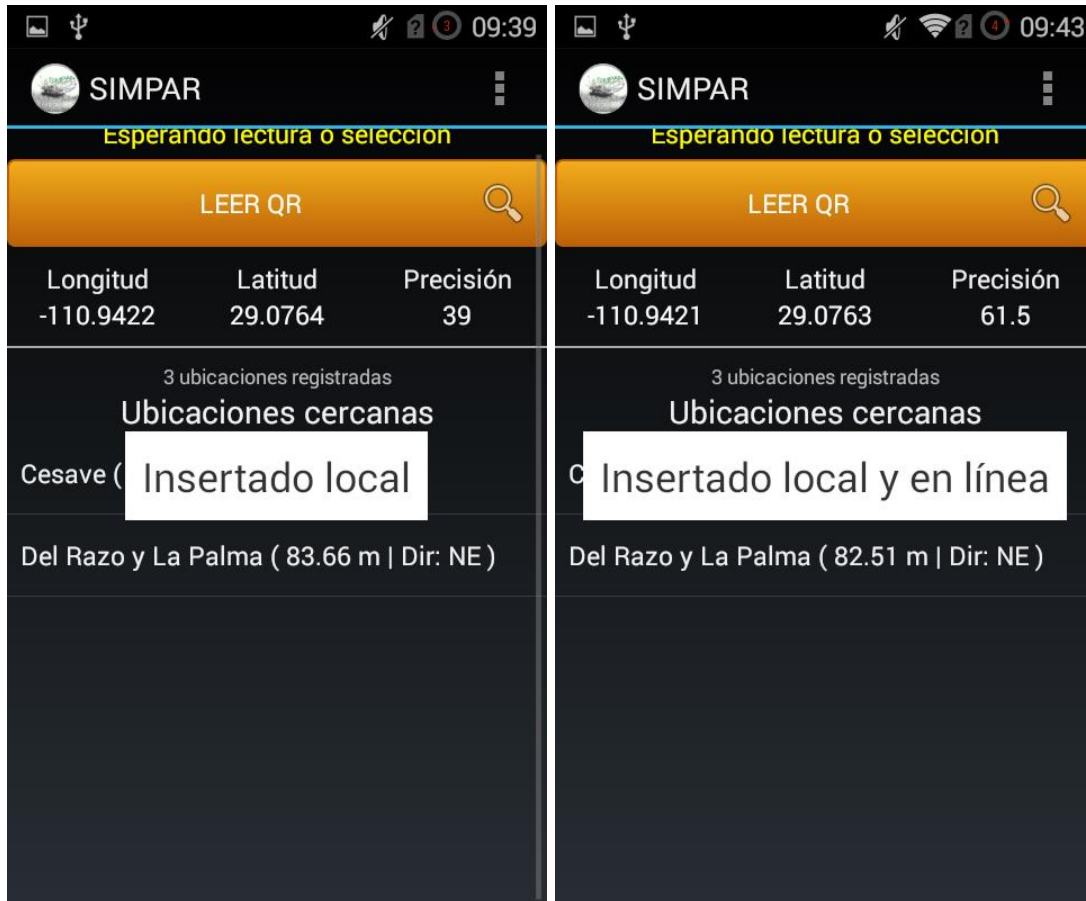 3 09:39
SIMPAR
Esperando lectura o selección
LEER QR
Longitud Latitud Precisión
-110.9422 29.0764 39
3 ubicaciones registradas
Ubicaciones cercanas
Cesave (
Insertado local
Del Razo y La Palma ( 83.66 m | Dir: NE )
4 09:43
SIMPAR
Esperando lectura o selección
LEER QR
Longitud Latitud Precisión
-110.9421 29.0763 61.5
3 ubicaciones registradas
Ubicaciones cercanas
C
Insertado local y en línea
Del Razo y La Palma ( 82.51 m | Dir: NE )